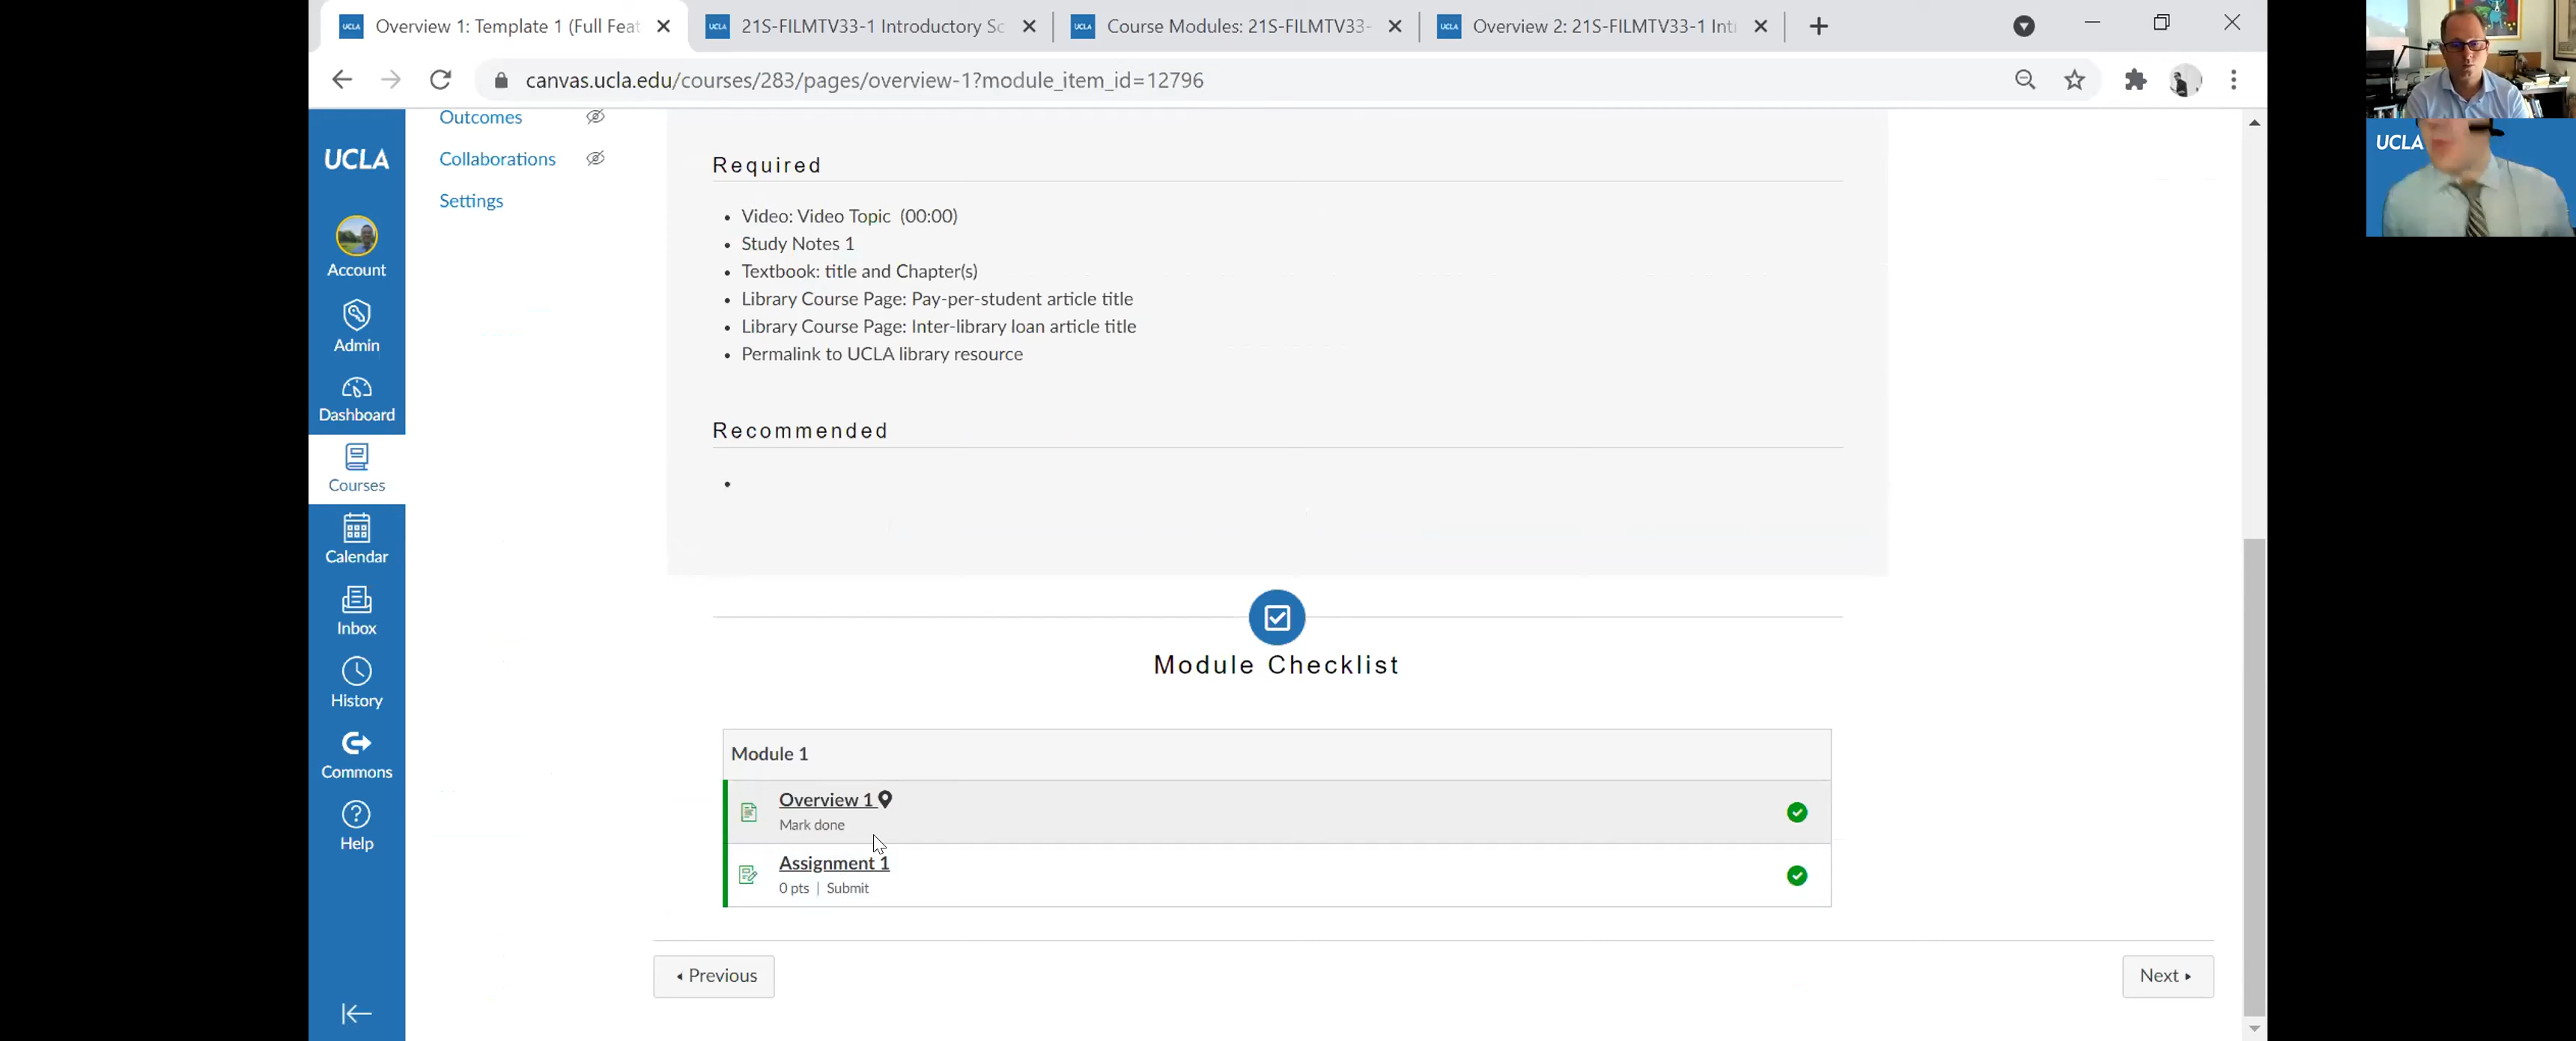 UCLA Overview 1: Template 1 (Full Feat
UCLA 21S-FILMTV33-1 Introductory Sc
UCLA Course Modules: 21S-FILMTV33-
UCLA Overview 2: 21S-FILMTV33-1 Int
canvas.ucla.edu/courses/283/pages/overview-1?module_item_id=12796
UCLA
UCLA
Account
Admin
Dashboard
Courses
Calendar
Inbox
History
Commons
Help
Outcomes
Collaborations
Settings
Required
• Video: Video Topic (00:00)
• Study Notes 1
• Textbook: title and Chapter(s)
• Library Course Page: Pay-per-student article title
• Library Course Page: Inter-library loan article title
• Permalink to UCLA library resource
Recommended
•
Module Checklist
Module 1
Overview 1
Mark done
Assignment 1
0 pts | Submit
Previous
Next